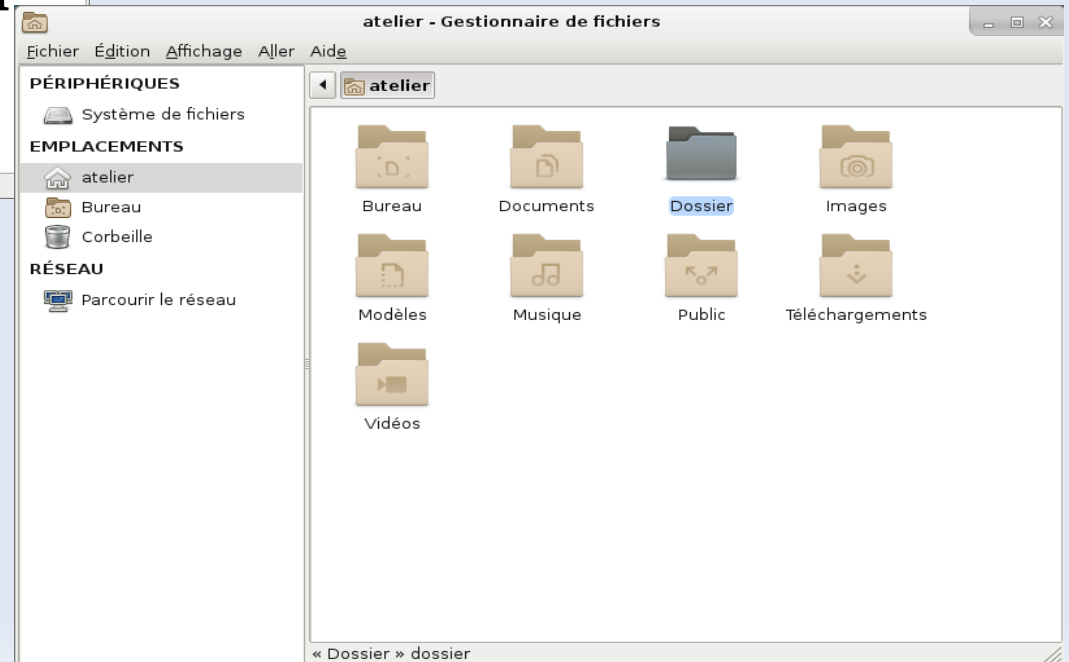 atelier - Gestionnaire de fichiers
Fichier Édition Affichage Aller Aide
PÉRIPHÉRIQUES
Système de fichiers
EMPLACEMENTS
atelier
Bureau
Corbeille
RÉSEAU
Parcourir le réseau
atelier
Bureau Documents Dossier Images
Modèles Musique Public Téléchargements
Vidéos
« Dossier » dossier